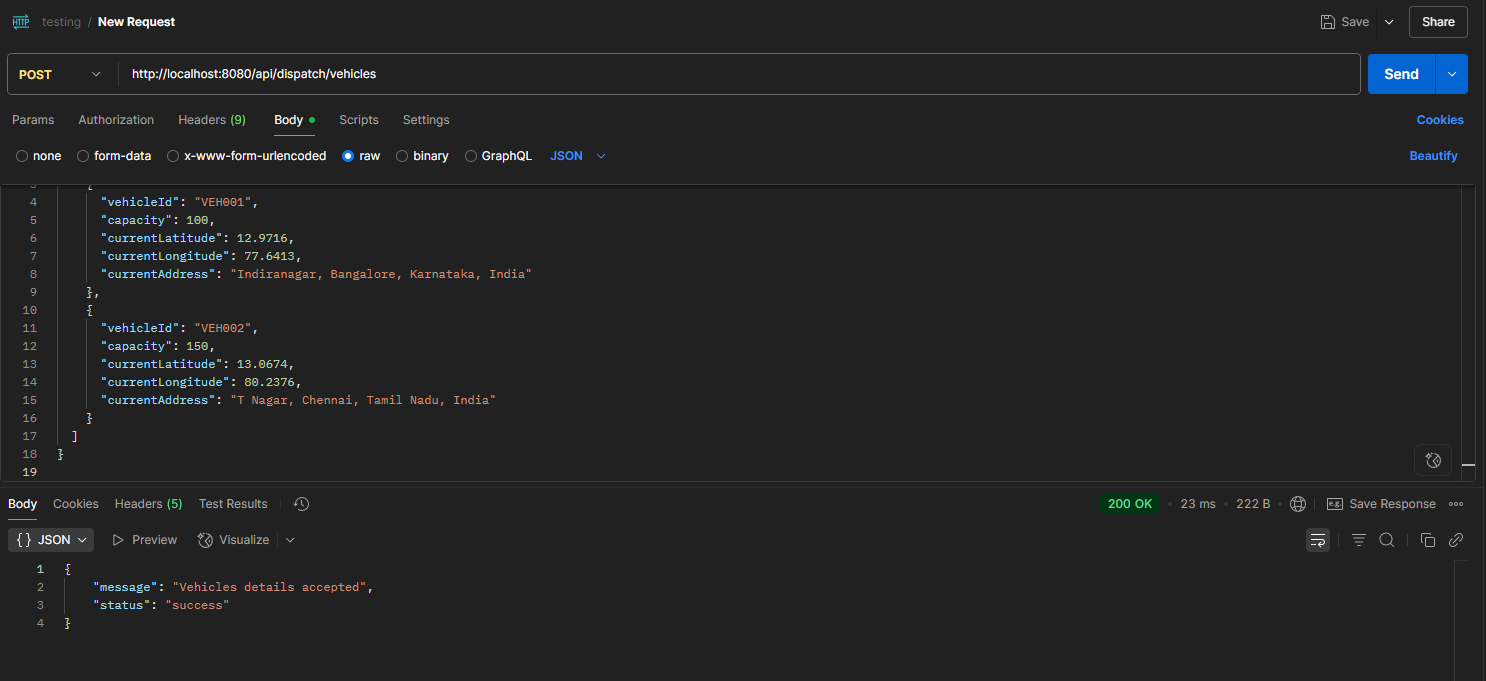 HTTP testing / New Request Save Share
POST http://localhost:8080/api/dispatch/vehicles Send
Params Authorization Headers (9) Body Scripts Settings Cookies
none form-data x-www-form-urlencoded raw binary GraphQL JSON Beautify
3 {
4 "vehicleId": "VEH001",
5 "capacity": 100,
6 "currentLatitude": 12.9716,
7 "currentLongitude": 77.6413,
8 "currentAddress": "Indiranagar, Bangalore, Karnataka, India"
9 },
10 {
11 "vehicleId": "VEH002",
12 "capacity": 150,
13 "currentLatitude": 13.0674,
14 "currentLongitude": 80.2376,
15 "currentAddress": "T Nagar, Chennai, Tamil Nadu, India"
16 }
17 ]
18 }
19
Body Cookies Headers (5) Test Results 200 OK • 23 ms • 222 B • e.g. Save Response
{} JSON Preview Visualize
1 {
2 "message": "Vehicles details accepted",
3 "status": "success"
4 }